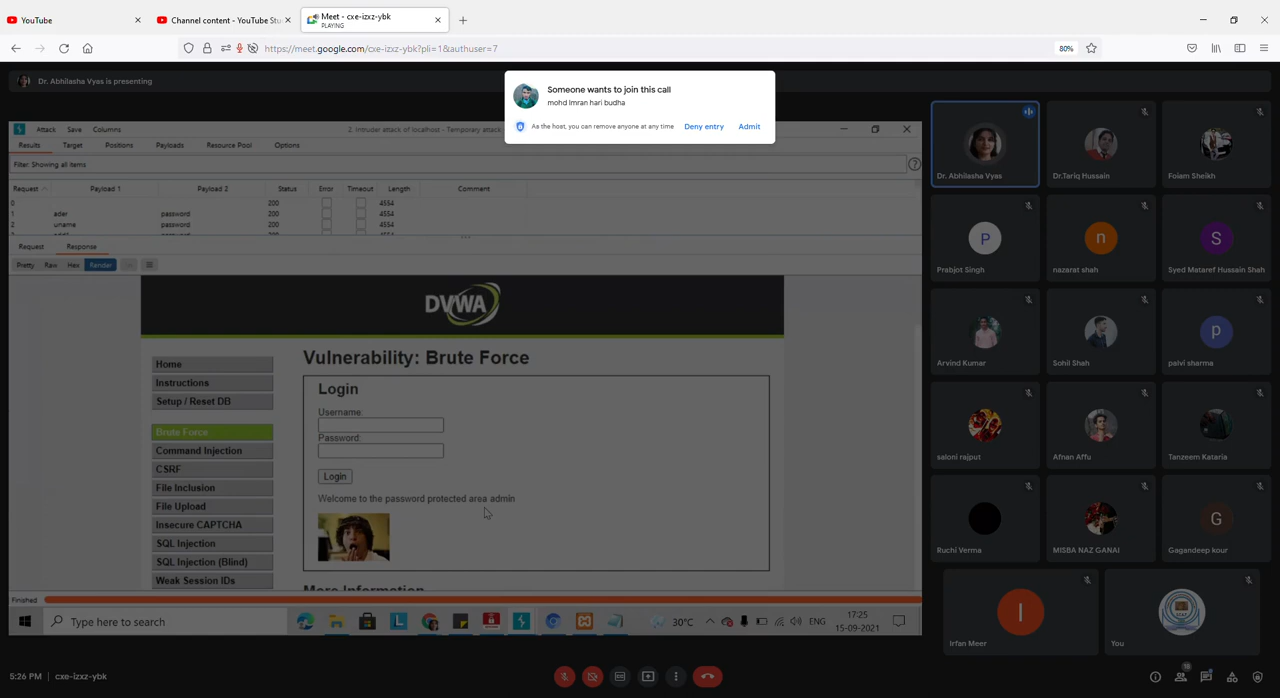 YouTube
Channel content - YouTube Stu
Meet - cxe-izxz-ybk
PLAYING
https://meet.google.com/cxe-izxz-ybk?pli=1&authuser=7
80%
Dr. Abhilasha Vyas is presenting
Someone wants to join this call
mohd Imran hari budha
As the host, you can remove anyone at any time
Deny entry
Admit
Attack Save Columns
2. Intruder attack of localhost - Temporary attack
Results Target Positions Payloads Resource Pool Options
Filter: Showing all items
Request Payload 1 Payload 2 Status Error Timeout Length Comment
0 200 4554
1 ader password 200 4554
2 uname password 200 4554
Request Response
Pretty Raw Hex Render
DVWA
Vulnerability: Brute Force
Home
Instructions
Setup / Reset DB
Brute Force
Command Injection
CSRF
File Inclusion
File Upload
Insecure CAPTCHA
SQL Injection
SQL Injection (Blind)
Weak Session IDs
Login
Username:
Password:
Login
Welcome to the password protected area admin
More Information
Finished
Type here to search
30°C
ENG
17:25
15-09-2021
Dr. Abhilasha Vyas
Dr.Tariq Hussain
Foiam Sheikh
P
Prabjot Singh
n
nazarat shah
S
Syed Mataref Hussain Shah
Arvind Kumar
Sohil Shah
p
palvi sharma
saloni rajput
Afnan Affu
Tanzeem Kataria
Ruchi Verma
MISBA NAZ GANAI
G
Gagandeep kour
I
Irfan Meer
You
5:26 PM | cxe-izxz-ybk